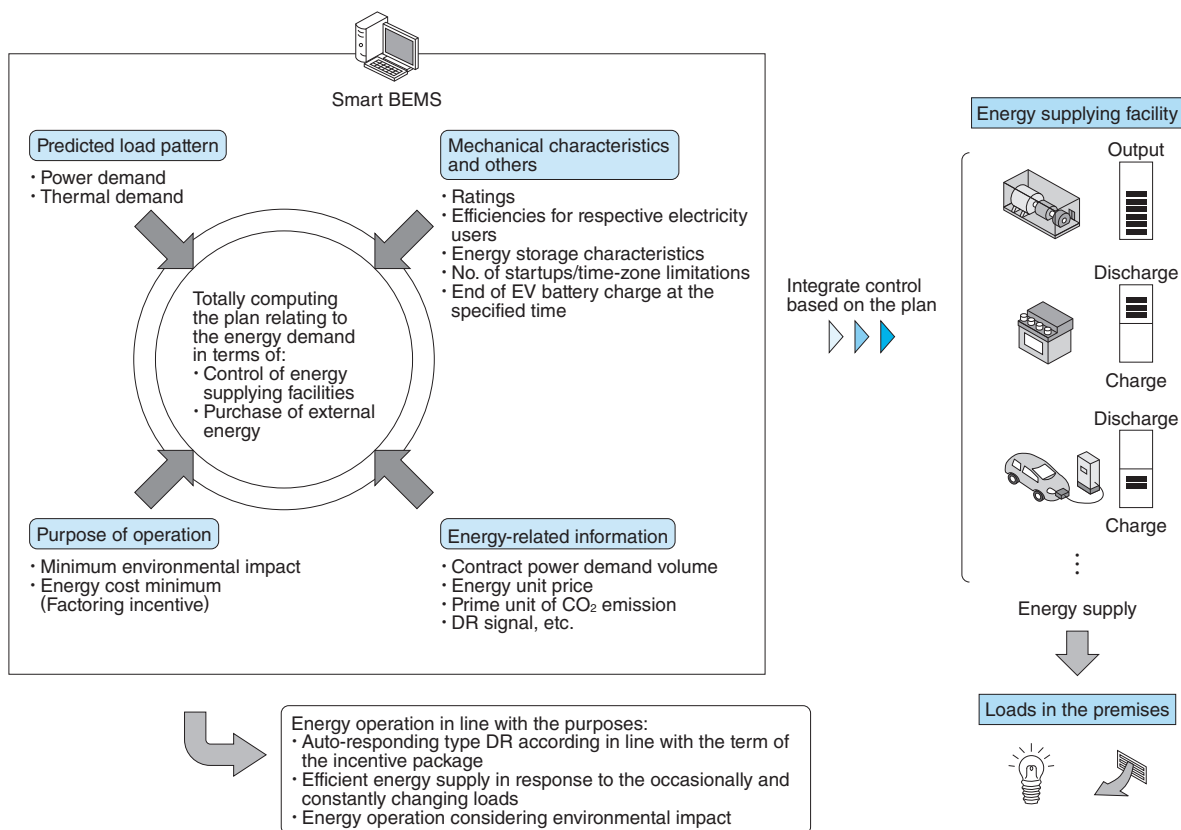 Smart BEMS
Predicted load pattern
・Power demand
・Thermal demand
Mechanical characteristics
and others
・Ratings
・Efficiencies for respective electricity
users
・Energy storage characteristics
・No. of startups/time-zone limitations
・End of EV battery charge at the
specified time
Totally computing
the plan relating to
the energy demand
in terms of:
・Control of energy
supplying facilities
・Purchase of external
energy
Purpose of operation
・Minimum environmental impact
・Energy cost minimum
(Factoring incentive)
Energy-related information
・Contract power demand volume
・Energy unit price
・Prime unit of CO₂ emission
・DR signal, etc.
Integrate control
based on the plan
Energy supplying facility
Output
Discharge
Charge
Discharge
Charge
Energy supply
Loads in the premises
Energy operation in line with the purposes:
・Auto-responding type DR according in line with the term of
the incentive package
・Efficient energy supply in response to the occasionally and
constantly changing loads
・Energy operation considering environmental impact